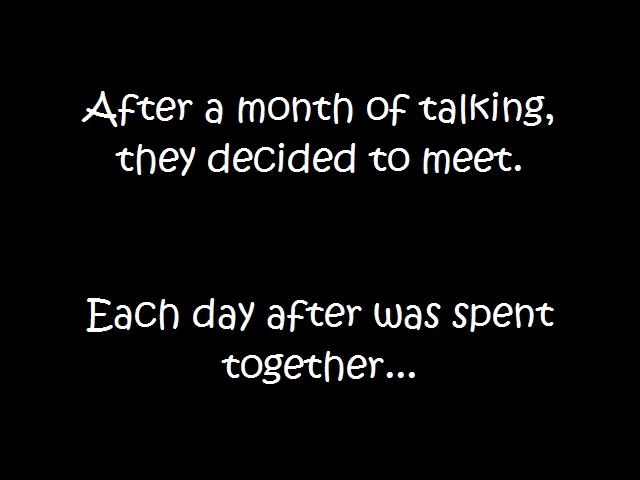 After a month of talking,
they decided to meet.
Each day after was spent
together...